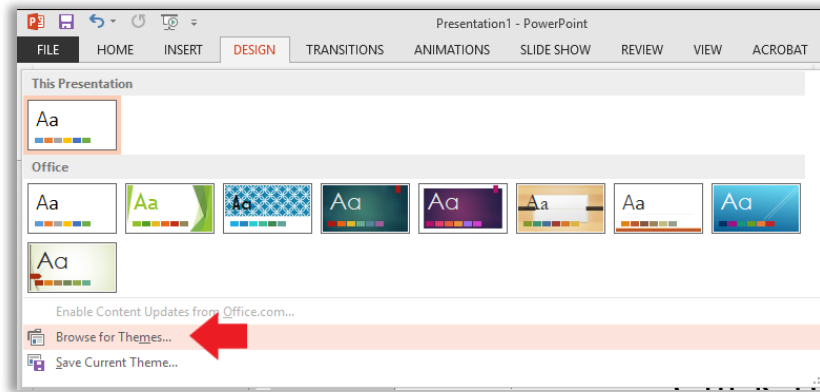 Presentation1 - PowerPoint
FILE HOME INSERT DESIGN TRANSITIONS ANIMATIONS SLIDE SHOW REVIEW VIEW ACROBAT
This Presentation
Aa
Office
Aa Aa Aa Aa Aa Aa Aa Aa
Aa
Enable Content Updates from Office.com...
Browse for Themes...
Save Current Theme...